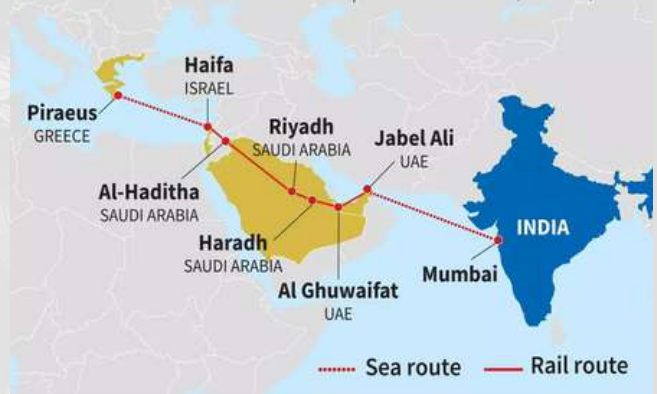 Haifa
ISRAEL
Piraeus
GREECE
Riyadh
SAUDI ARABIA
Jabel Ali
UAE
Al-Haditha
SAUDI ARABIA
Haradh
SAUDI ARABIA
Al Ghuwaifat
UAE
INDIA
Mumbai
Sea route
Rail route